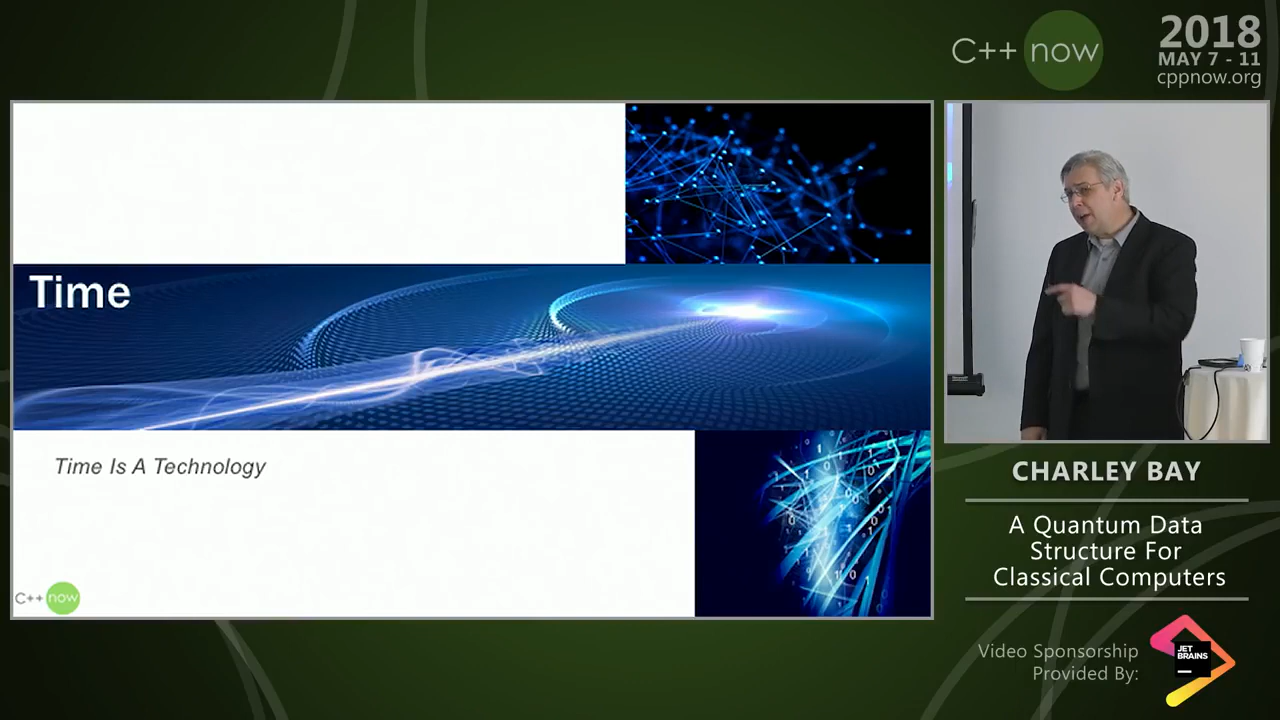 C++ now
2018
MAY 7 - 11
cppnow.org
Time
Time Is A Technology
C++ now
CHARLEY BAY
A Quantum Data
Structure For
Classical Computers
Video Sponsorship
Provided By:
JET
BRAINS